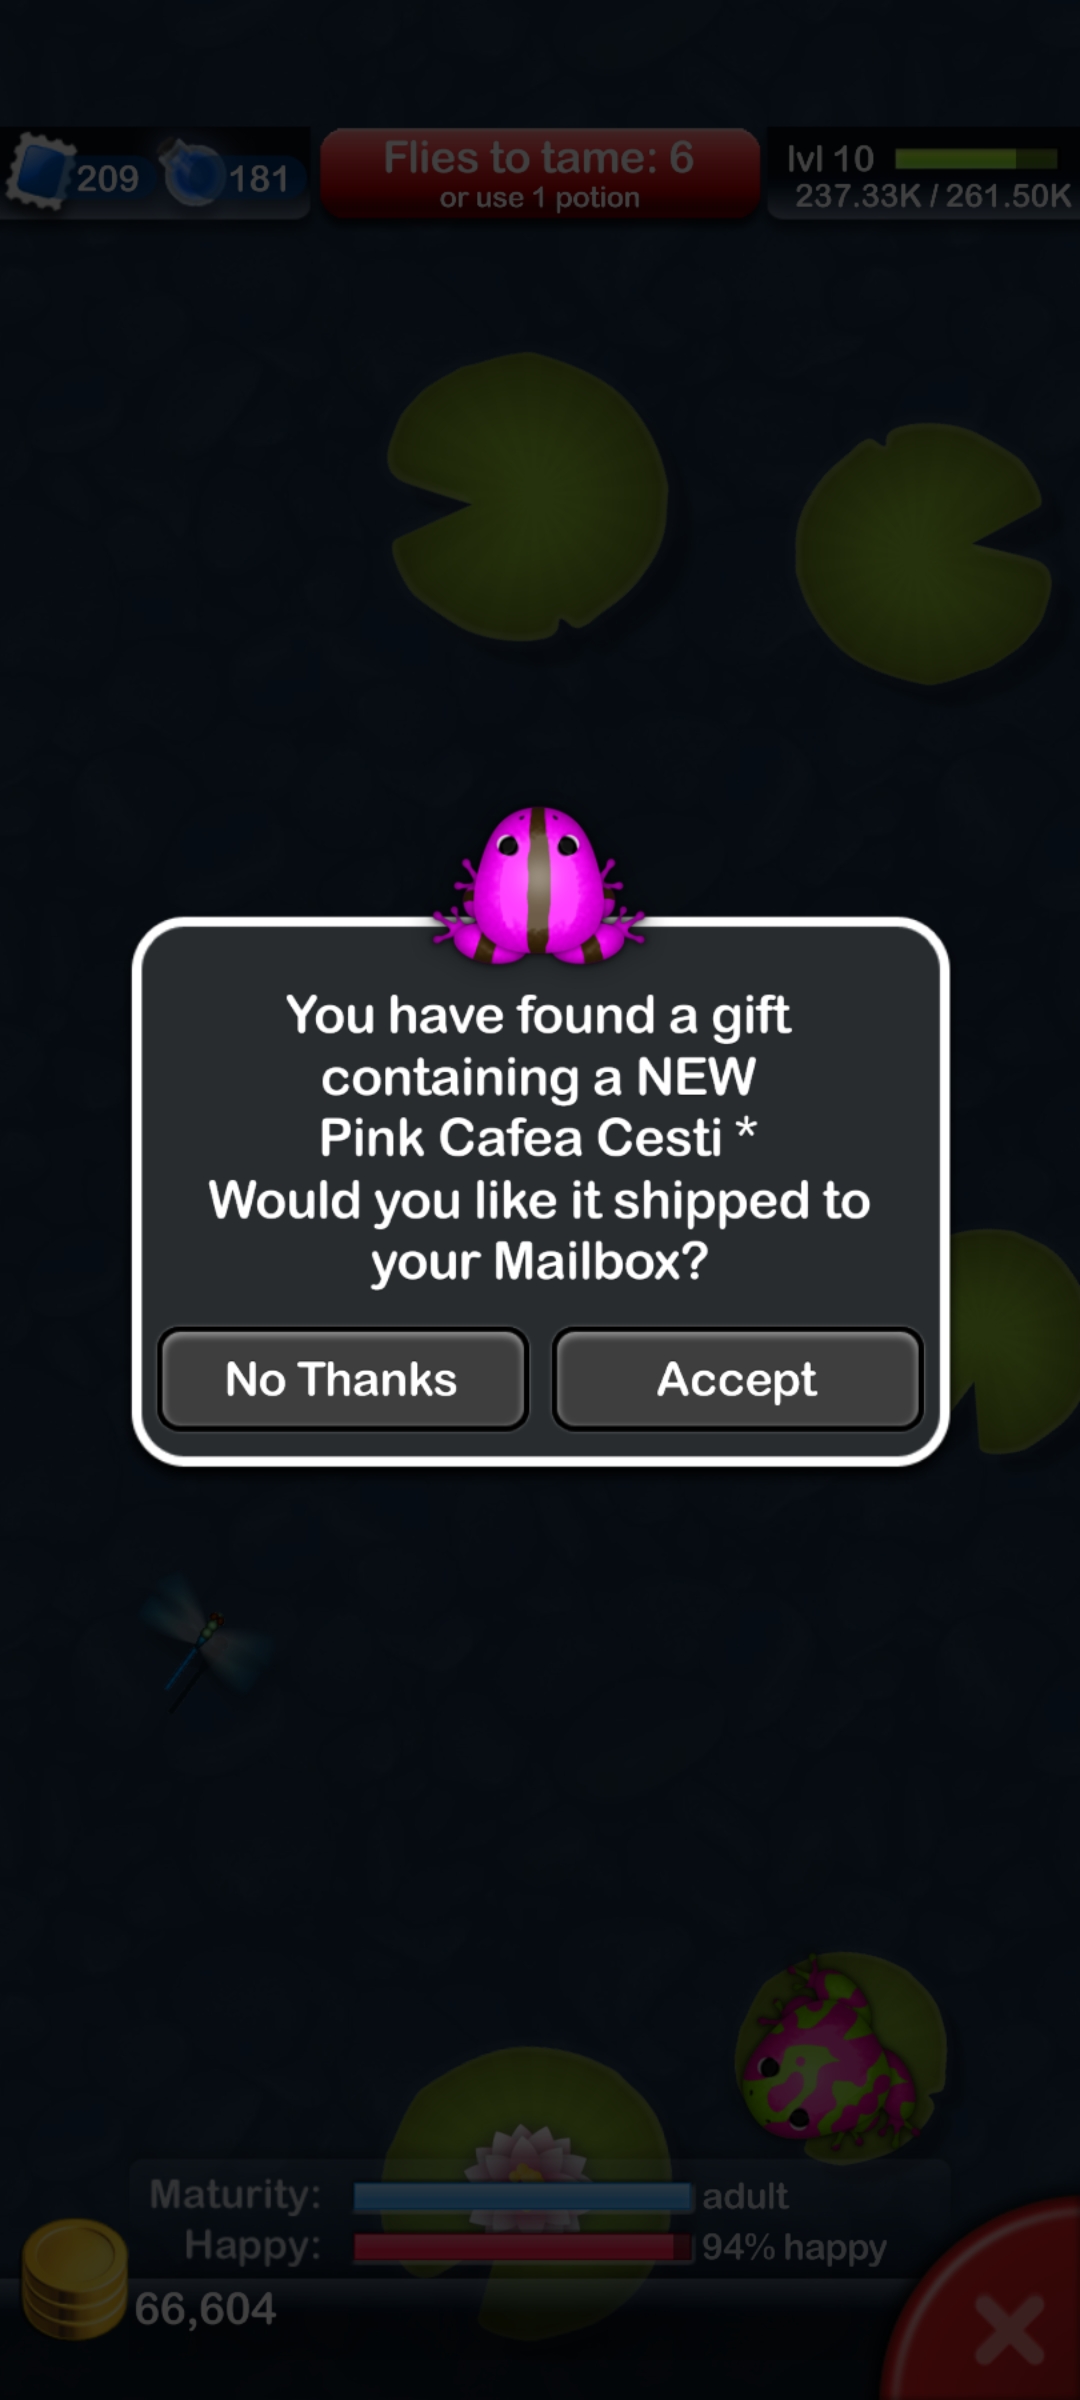 209
181
Flies to tame: 6
or use 1 potion
lvl 10
237.33K / 261.50K
You have found a gift
containing a NEW
Pink Cafea Cesti *
Would you like it shipped to
your Mailbox?
No Thanks
Accept
Maturity:
adult
Happy:
94% happy
66,604